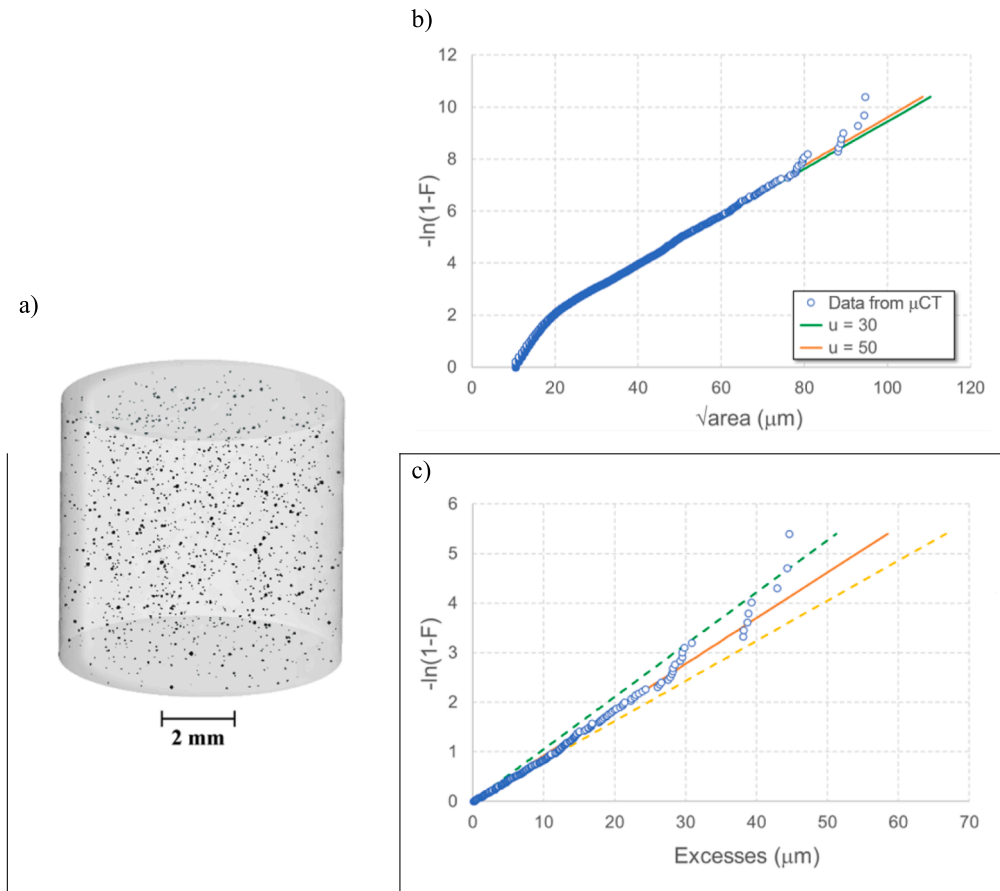 a)
2 mm
b)
-ln(1-F)
12
10
8
6
4
2
0
0
20
40
60
80
100
120
√area (μm)
Data from μCT
u = 30
u = 50
c)
-ln(1-F)
6
5
4
3
2
1
0
0
10
20
30
40
50
60
70
Excesses (μm)